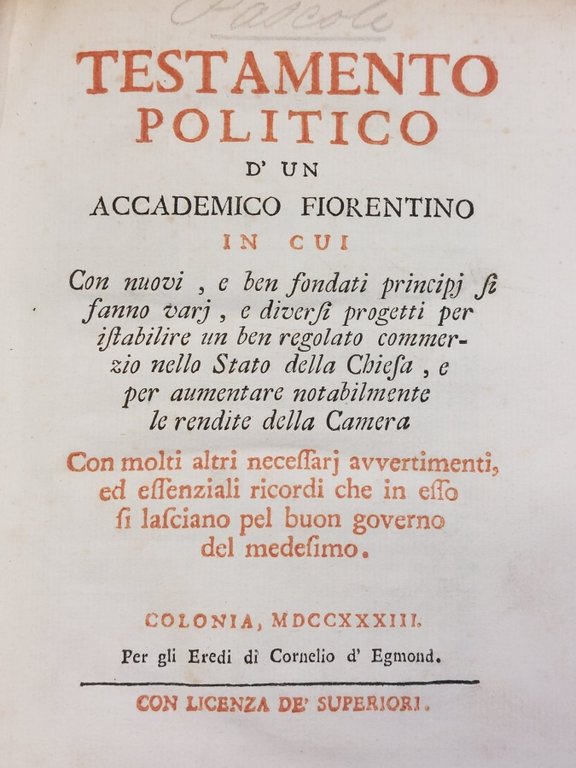 Pascoli
TESTAMENTO
POLITICO
D' UN
ACCADEMICO FIORENTINO
IN CUI
Con nuovi , e ben fondati principj ſi
fanno varj , e diverſi progetti per
iſtabilire un ben regolato commer-
zio nello Stato della Chieſa , e
per aumentare notabilmente
le rendite della Camera
Con molti altri neceſſarj avvertimenti,
ed eſſenziali ricordi che in eſſo
ſi laſciano pel buon governo
del medeſimo.
COLONIA, MDCCXXXIII.
Per gli Eredi di Cornelio d' Egmond.
CON LICENZA DE' SUPERIORI.